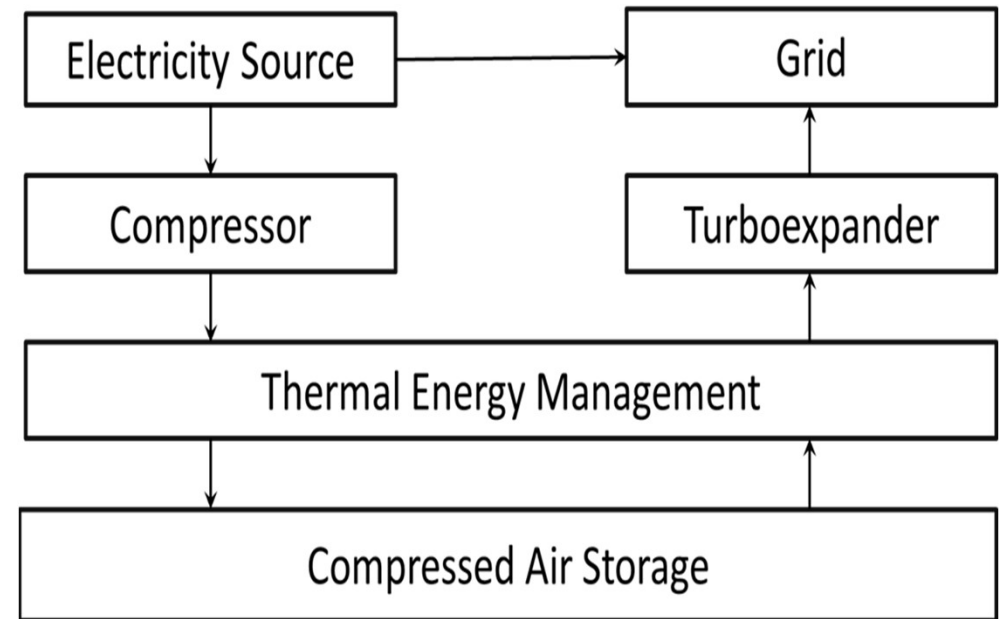 Electricity Source
Grid
Compressor
Turboexpander
Thermal Energy Management
Compressed Air Storage